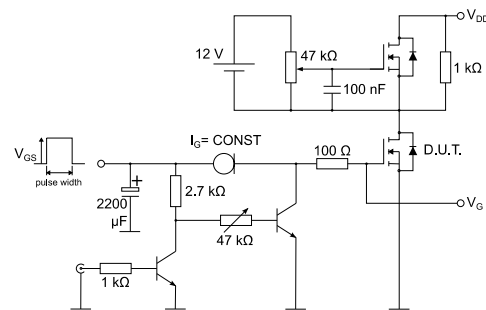 V_DD
12 V
47 kΩ
1 kΩ
100 nF
I_G= CONST
100 Ω
D.U.T.
V_GS
pulse width
+
2200
μF
2.7 kΩ
47 kΩ
V_G
1 kΩ